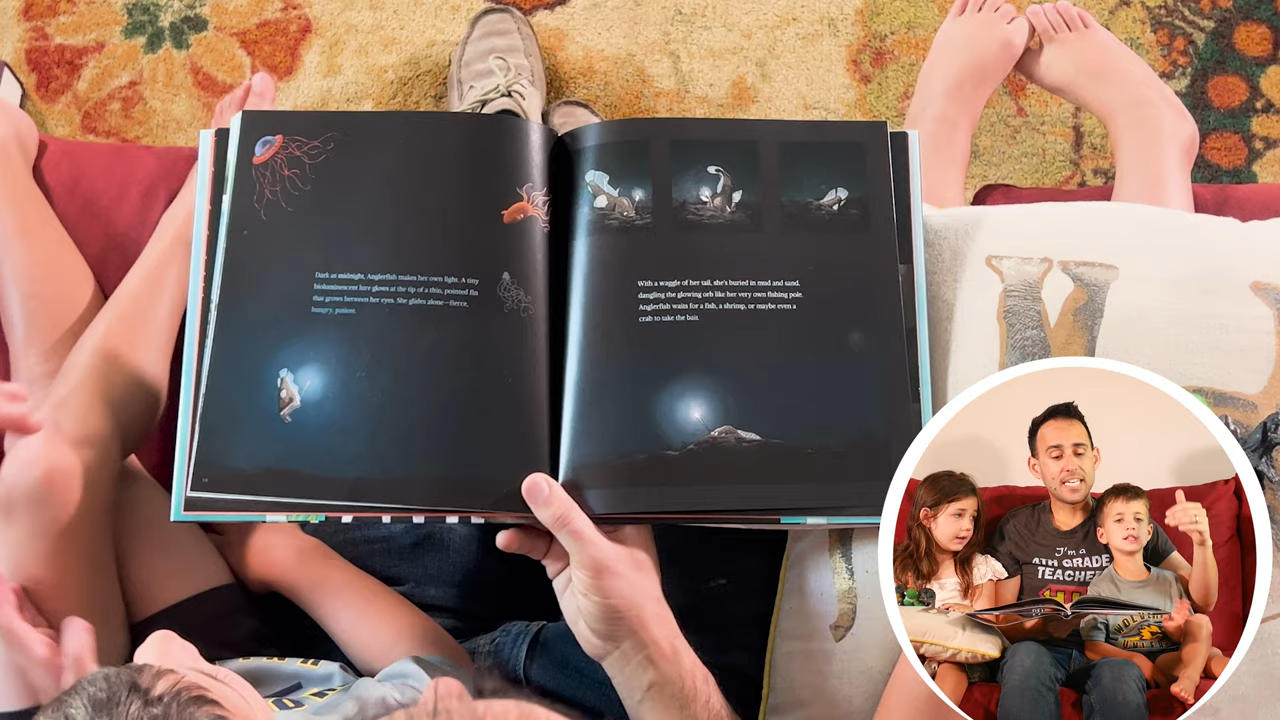 Dark as midnight, Anglerfish makes her own light. A tiny
bioluminescent lure glows at the tip of a thin, pointed fin
that grows between her eyes. She glides alone—fierce,
hungry, patient.
With a waggle of her tail, she's buried in mud and sand,
dangling the glowing orb like her very own fishing pole.
Anglerfish waits for a fish, a shrimp, or maybe even a
crab to take the bait.
I'm a
4TH GRADE
TEACHER